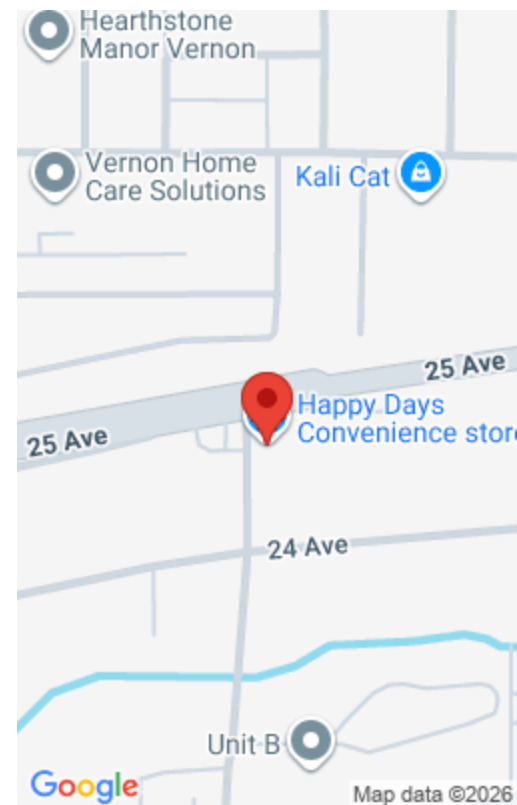 Hearthstone
Manor Vernon
Vernon Home
Care Solutions
Kali Cat
25 Ave
Happy Days
Convenience store
25 Ave
24 Ave
Unit B
Google
Map data ©2026